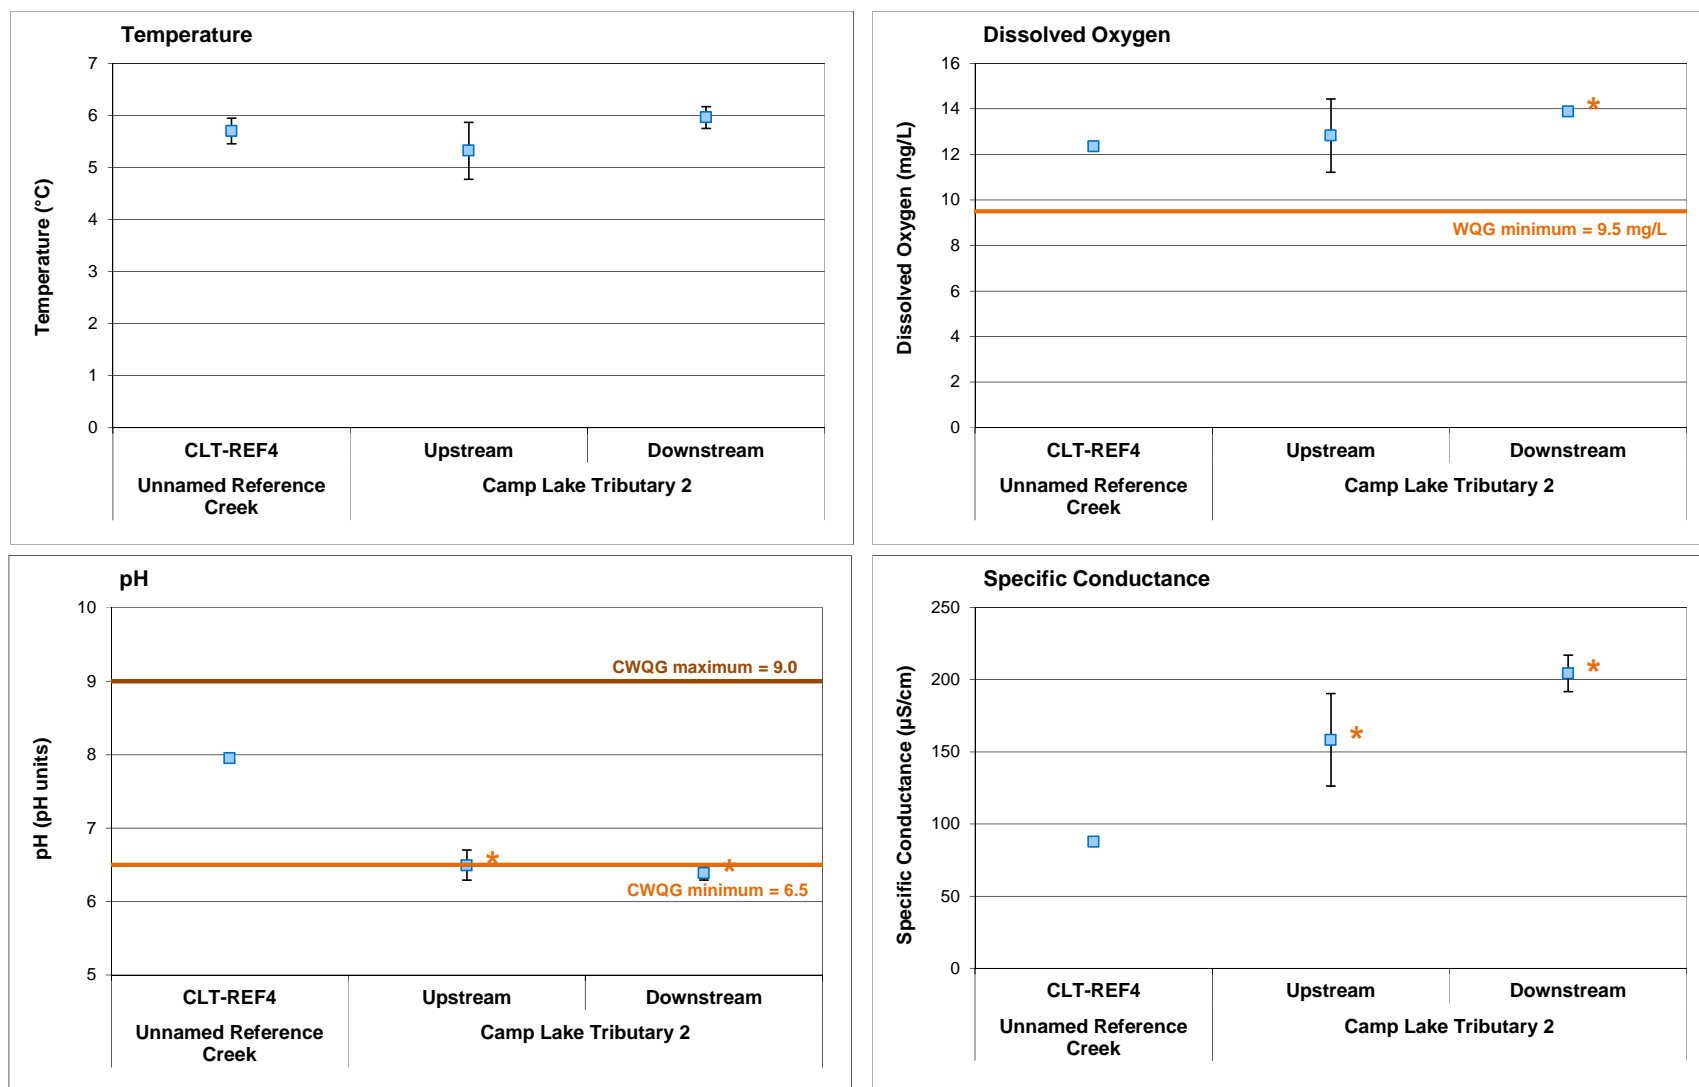 Temperature
Temperature (°C)
7
6
5
4
3
2
1
0
CLT-REF4
Upstream
Downstream
Unnamed Reference
Creek
Camp Lake Tributary 2
Dissolved Oxygen
Dissolved Oxygen (mg/L)
16
14
12
10
8
6
4
2
0
*
WQG minimum = 9.5 mg/L
CLT-REF4
Upstream
Downstream
Unnamed Reference
Creek
Camp Lake Tributary 2
pH
pH (pH units)
10
9
8
7
6
5
CWQG maximum = 9.0
*
*
CWQG minimum = 6.5
CLT-REF4
Upstream
Downstream
Unnamed Reference
Creek
Camp Lake Tributary 2
Specific Conductance
Specific Conductance (µS/cm)
250
200
150
100
50
0
*
*
CLT-REF4
Upstream
Downstream
Unnamed Reference
Creek
Camp Lake Tributary 2